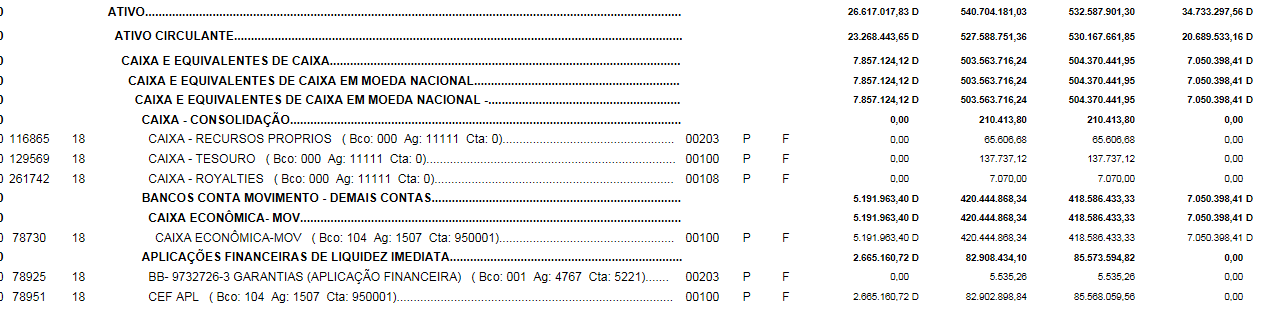 0 ATIVO 26.617.017,83 D 540.704.181,03 532.587.901,30 34.733.297,56 D
0 ATIVO CIRCULANTE 23.268.443,65 D 527.588.751,36 530.167.661,85 20.689.533,16 D
0 CAIXA E EQUIVALENTES DE CAIXA 7.857.124,12 D 503.563.716,24 504.370.441,95 7.050.398,41 D
0 CAIXA E EQUIVALENTES DE CAIXA EM MOEDA NACIONAL 7.857.124,12 D 503.563.716,24 504.370.441,95 7.050.398,41 D
0 CAIXA E EQUIVALENTES DE CAIXA EM MOEDA NACIONAL - 7.857.124,12 D 503.563.716,24 504.370.441,95 7.050.398,41 D
0 CAIXA - CONSOLIDAÇÃO 0,00 210.413,80 210.413,80 0,00
0 116865 18 CAIXA - RECURSOS PROPRIOS ( Bco: 000 Ag: 11111 Cta: 0) 00203 P F 0,00 65.606,68 65.606,68 0,00
0 129569 18 CAIXA - TESOURO ( Bco: 000 Ag: 11111 Cta: 0) 00100 P F 0,00 137.737,12 137.737,12 0,00
0 261742 18 CAIXA - ROYALTIES ( Bco: 000 Ag: 11111 Cta: 0) 00108 P F 0,00 7.070,00 7.070,00 0,00
0 BANCOS CONTA MOVIMENTO - DEMAIS CONTAS 5.191.963,40 D 420.444.868,34 418.586.433,33 7.050.398,41 D
0 CAIXA ECONÔMICA- MOV 5.191.963,40 D 420.444.868,34 418.586.433,33 7.050.398,41 D
0 78730 18 CAIXA ECONÔMICA-MOV ( Bco: 104 Ag: 1507 Cta: 950001) 00100 P F 5.191.963,40 D 420.444.868,34 418.586.433,33 7.050.398,41 D
0 APLICAÇÕES FINANCEIRAS DE LIQUIDEZ IMEDIATA 2.665.160,72 D 82.908.434,10 85.573.594,82 0,00
0 78925 18 BB- 9732726-3 GARANTIAS (APLICAÇÃO FINANCEIRA) ( Bco: 001 Ag: 4767 Cta: 5221) 00203 P F 0,00 5.535,26 5.535,26 0,00
0 78951 18 CEF APL ( Bco: 104 Ag: 1507 Cta: 950001) 00100 P F 2.665.160,72 D 82.902.898,84 85.568.059,56 0,00